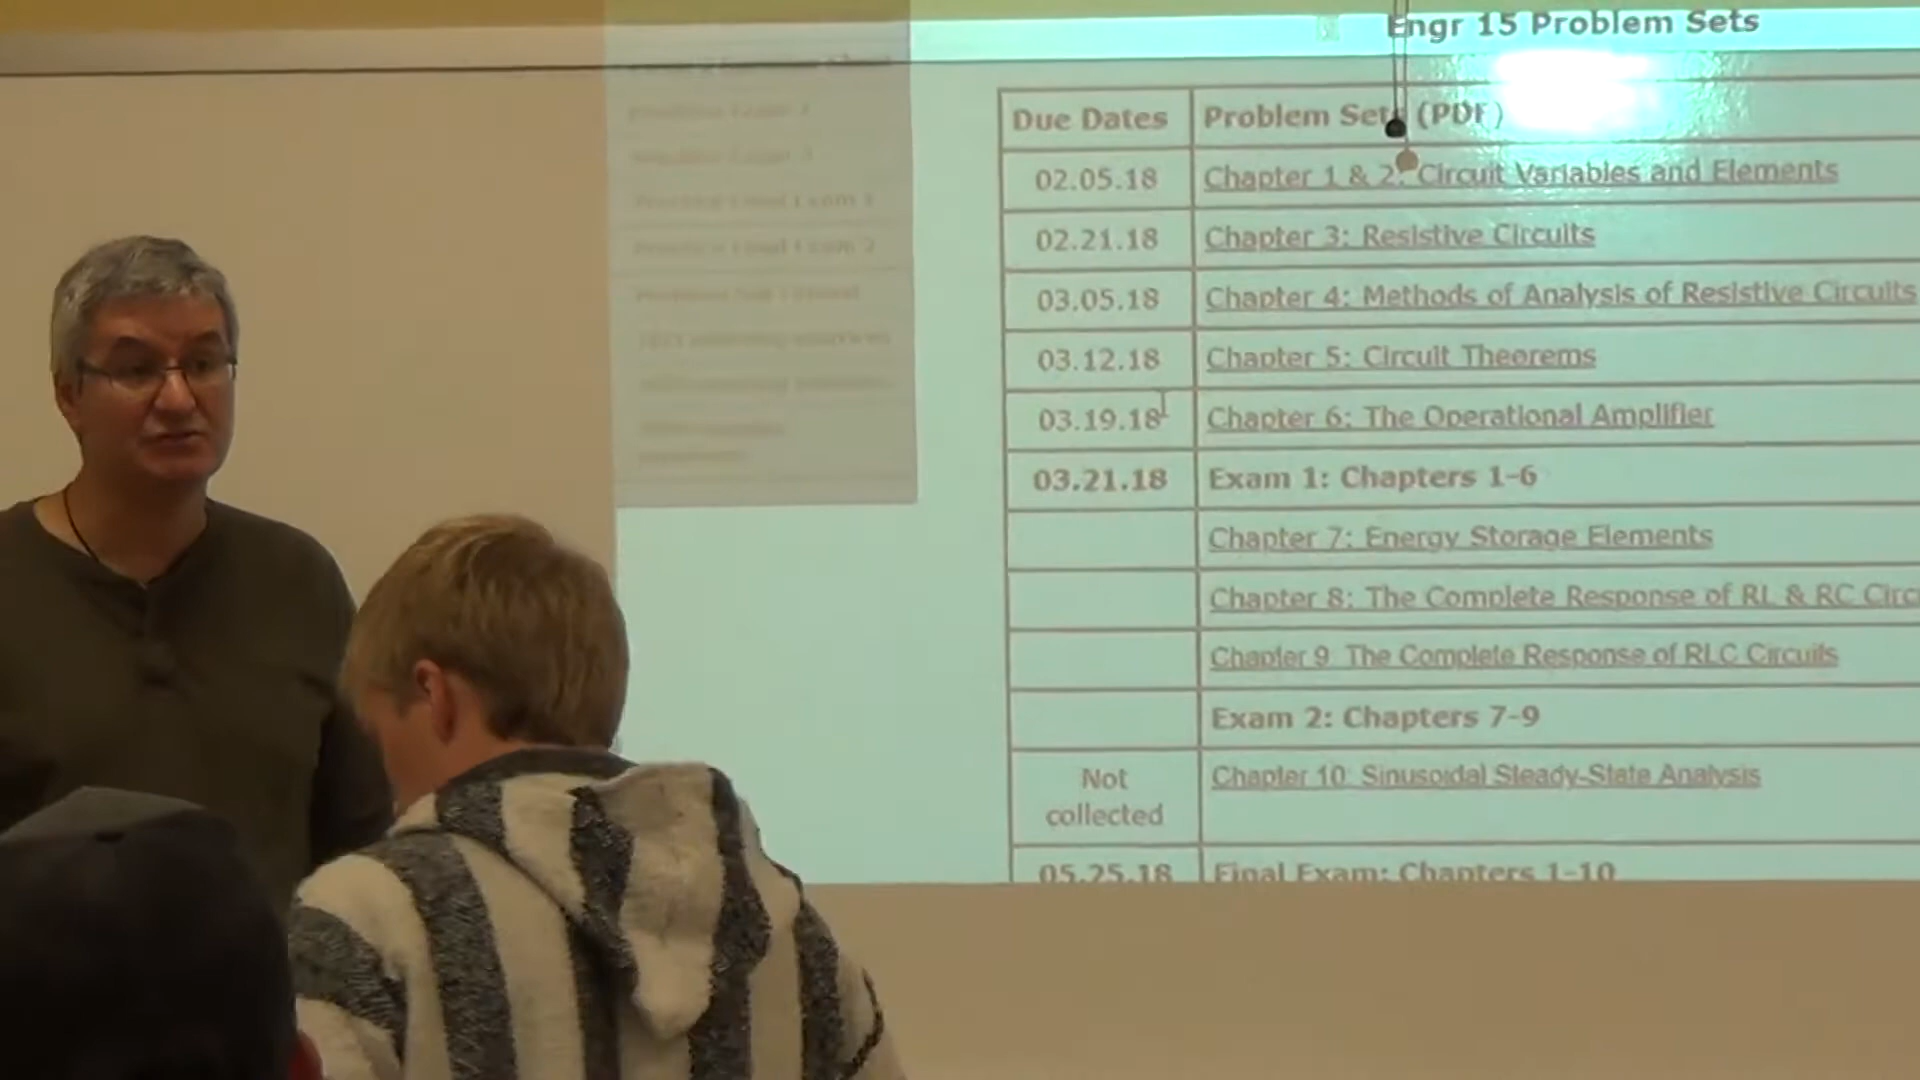 Engr 15 Problem Sets
Due Dates
Problem Sets (PDF)
02.05.18
Chapter 1 & 2: Circuit Variables and Elements
02.21.18
Chapter 3: Resistive Circuits
03.05.18
Chapter 4: Methods of Analysis of Resistive Circuits
03.12.18
Chapter 5: Circuit Theorems
03.19.18
Chapter 6: The Operational Amplifier
03.21.18
Exam 1: Chapters 1-6
Chapter 7: Energy Storage Elements
Chapter 8: The Complete Response of RL & RC Circ
Chapter 9 The Complete Response of RLC Circuits
Exam 2: Chapters 7-9
Not
collected
Chapter 10: Sinusoidal Steady-State Analysis
05.25.18
Final Exam: Chapters 1-10